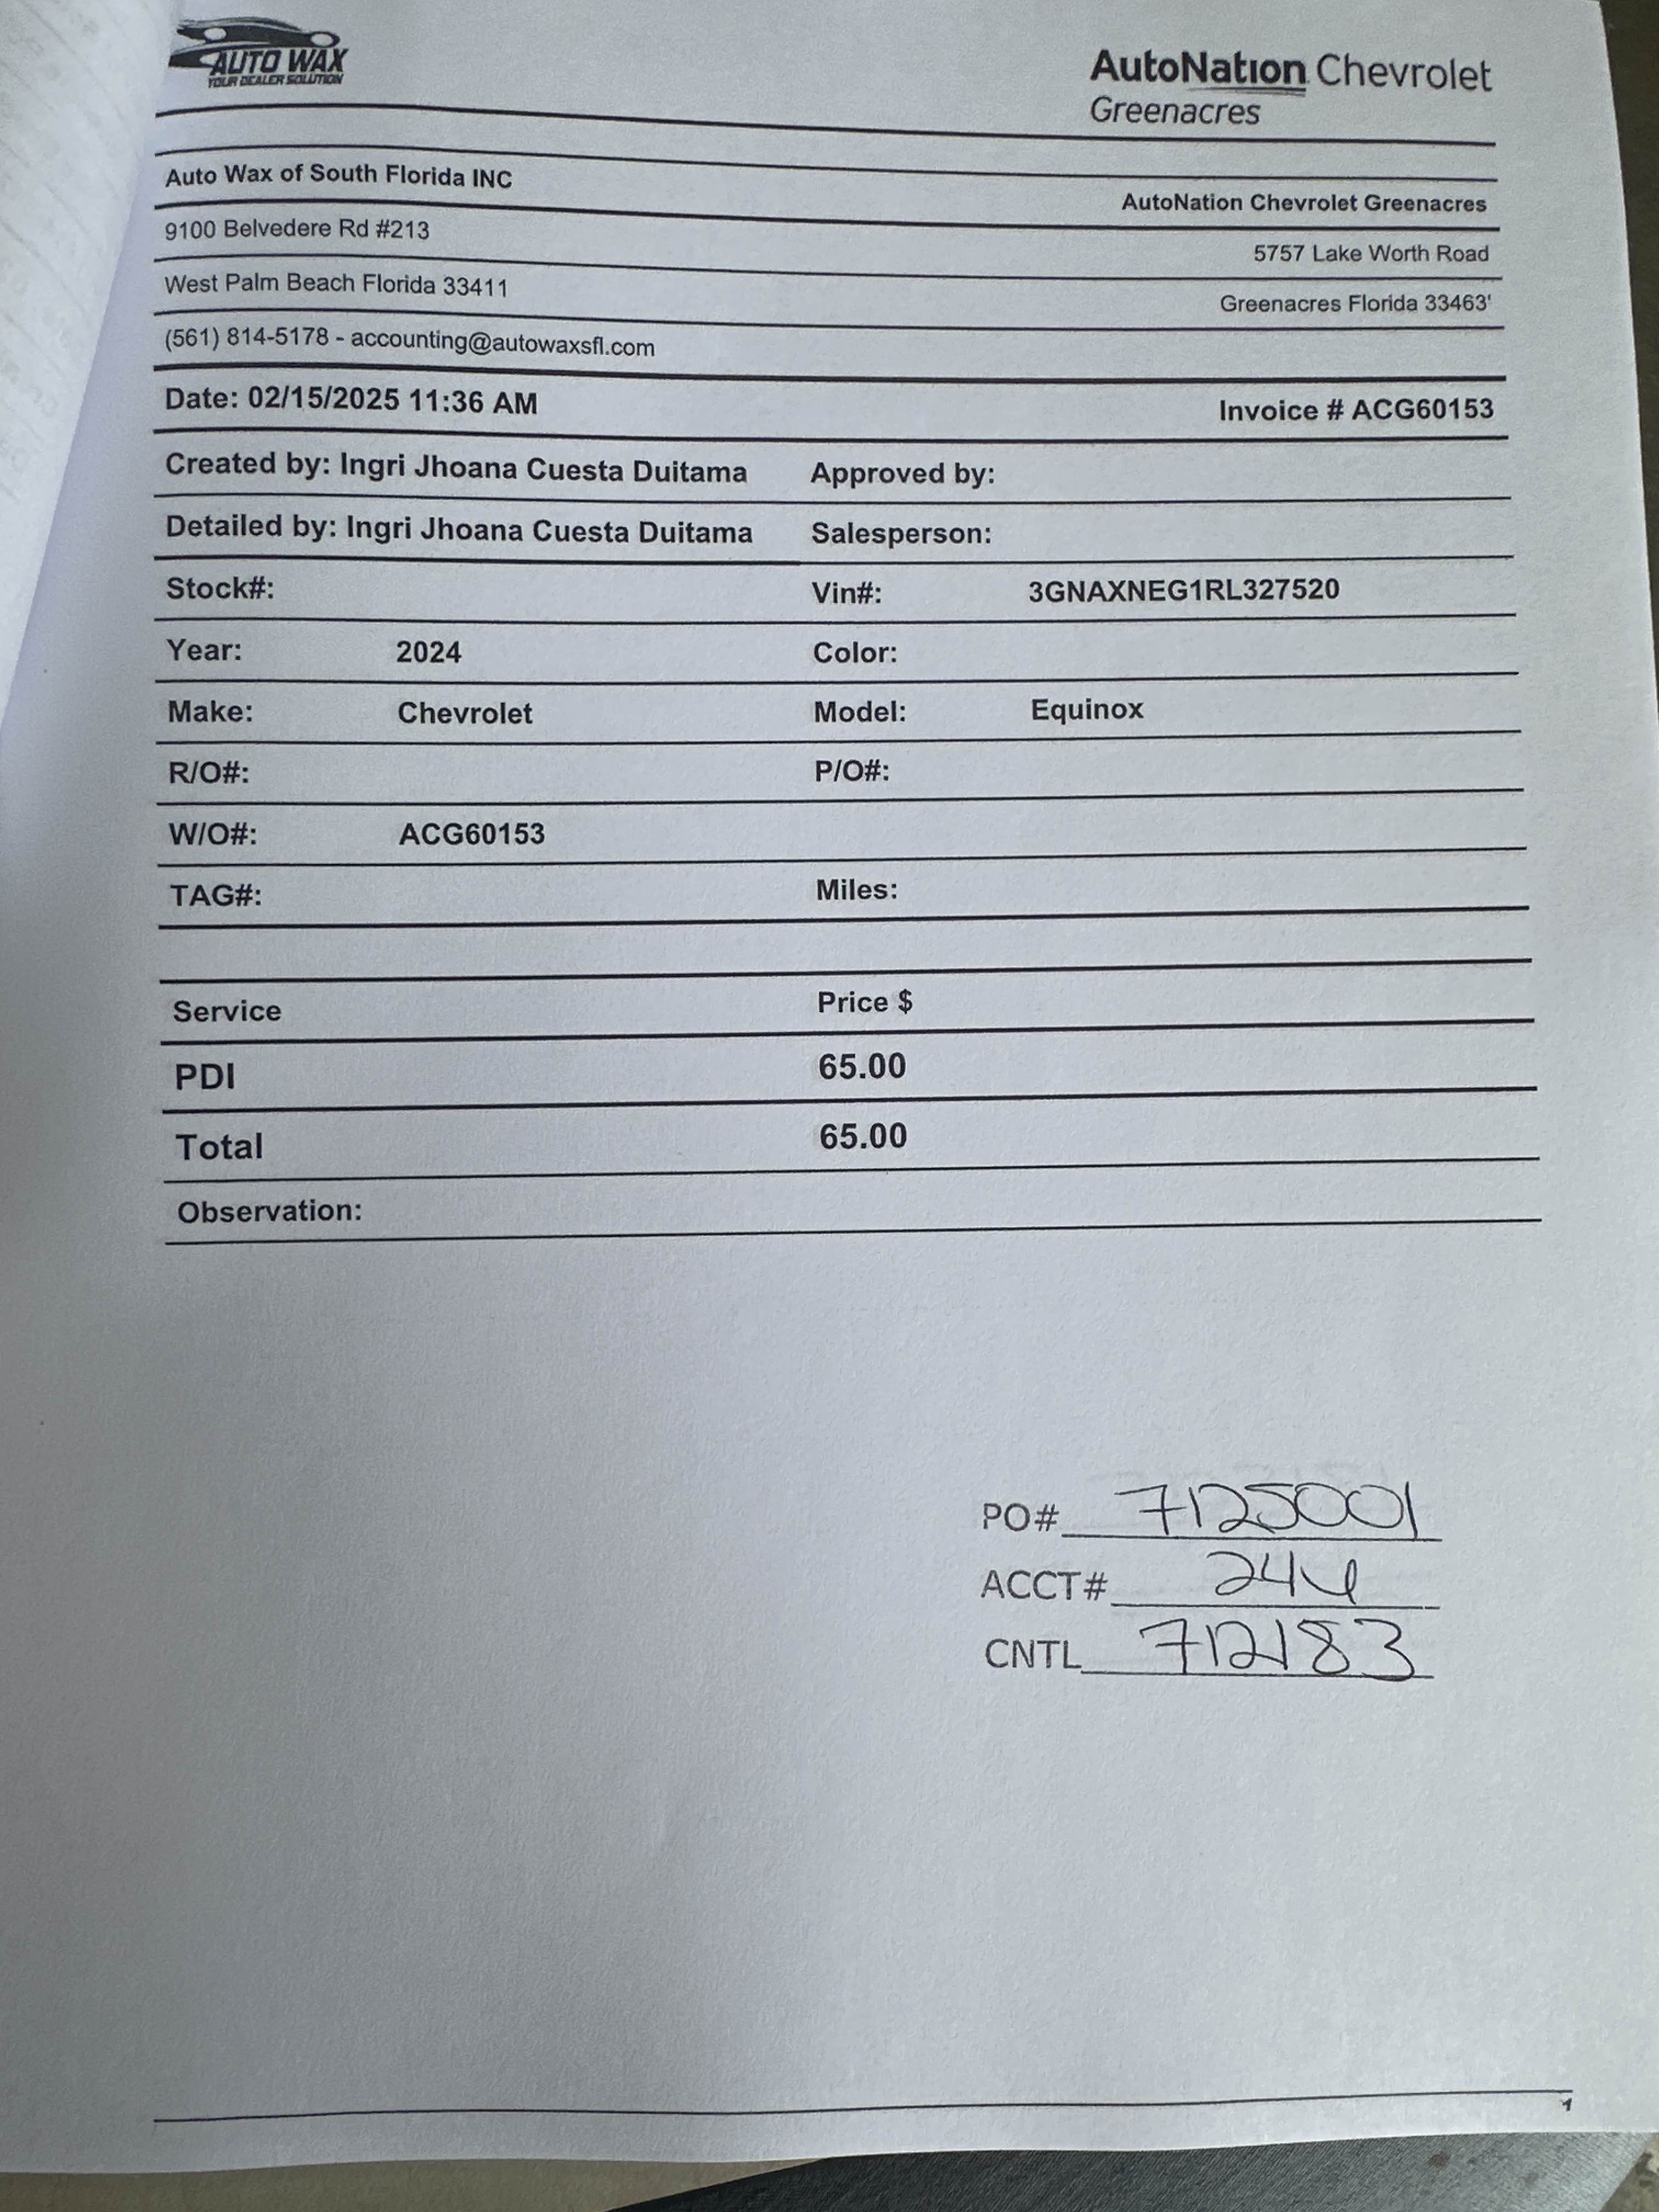 AUTO WAX
YOUR DEALER SOLUTION
AutoNation Chevrolet
Greenacres
Auto Wax of South Florida INC
AutoNation Chevrolet Greenacres
9100 Belvedere Rd #213
5757 Lake Worth Road
West Palm Beach Florida 33411
Greenacres Florida 33463'
(561) 814-5178 - accounting@autowaxsfl.com
Date: 02/15/2025 11:36 AM Invoice # ACG60153
Created by: Ingri Jhoana Cuesta Duitama Approved by:
Detailed by: Ingri Jhoana Cuesta Duitama Salesperson:
Stock#: Vin#: 3GNAXNEG1RL327520
Year: 2024 Color:
Make: Chevrolet Model: Equinox
R/O#: P/O#:
W/O#: ACG60153
TAG#: Miles:
Service Price $
PDI 65.00
Total 65.00
Observation:
PO# 7125001
ACCT# 244
CNTL 712183
1